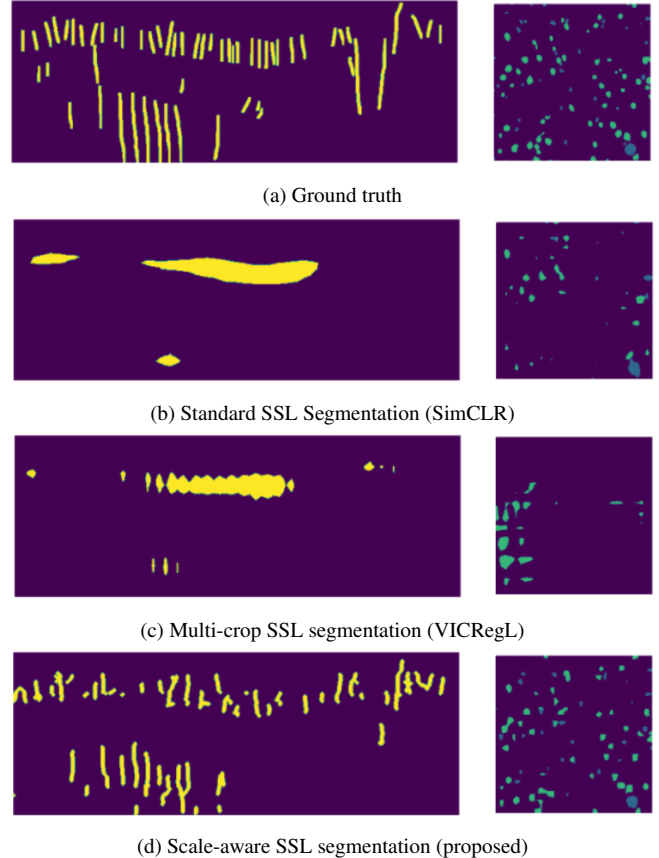 (a) Ground truth
(b) Standard SSL Segmentation (SimCLR)
(c) Multi-crop SSL segmentation (VICRegL)
(d) Scale-aware SSL segmentation (proposed)